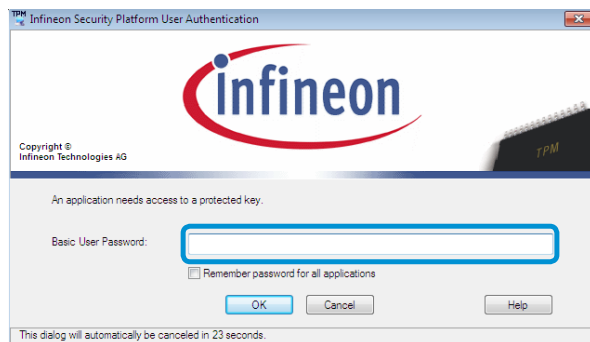 TPM Infineon Security Platform User Authentication
infineon
Copyright ©
Infineon Technologies AG
TPM
An application needs access to a protected key.
Basic User Password:
Remember password for all applications
OK Cancel Help
This dialog will automatically be canceled in 23 seconds.